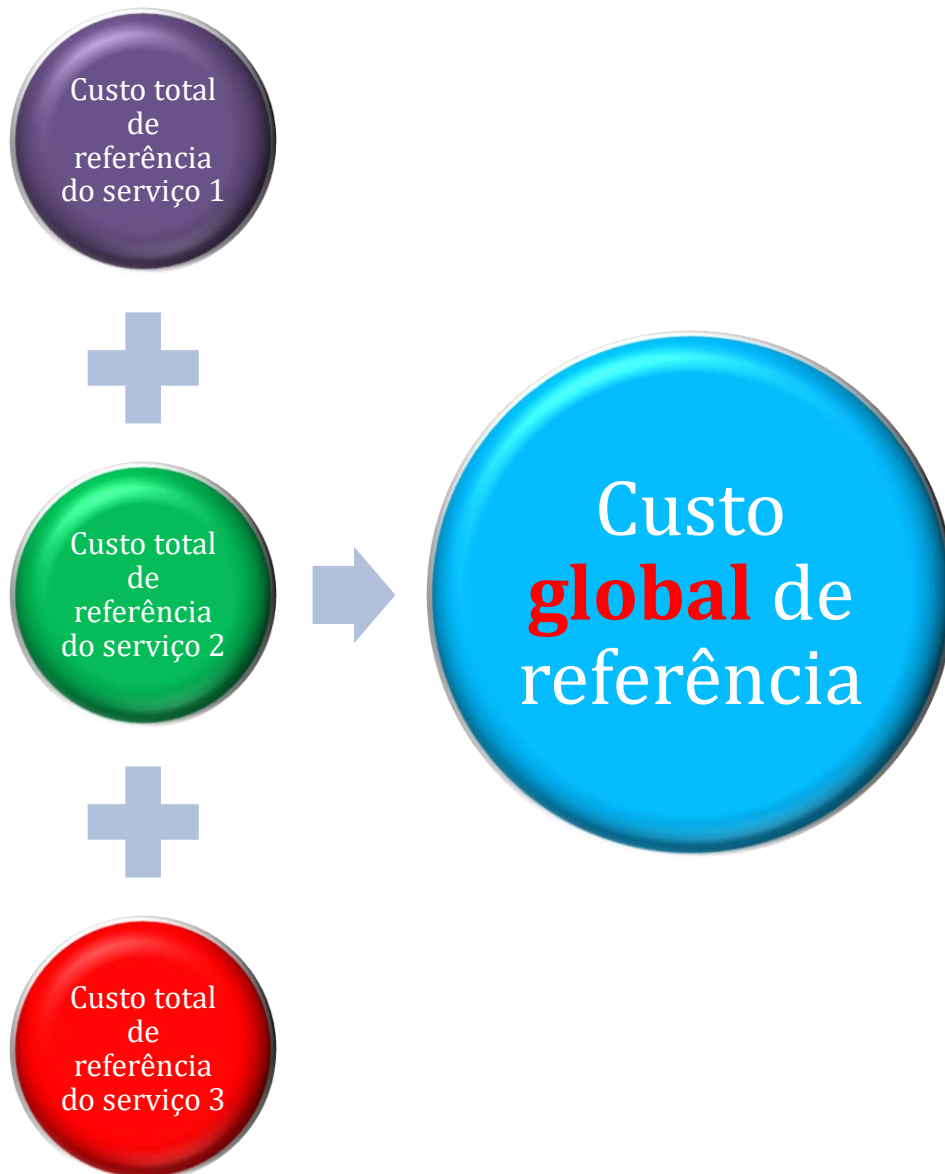 Custo total
de
referência
do serviço 1
Custo total
de
referência
do serviço 2
Custo total
de
referência
do serviço 3
Custo
global de
referência